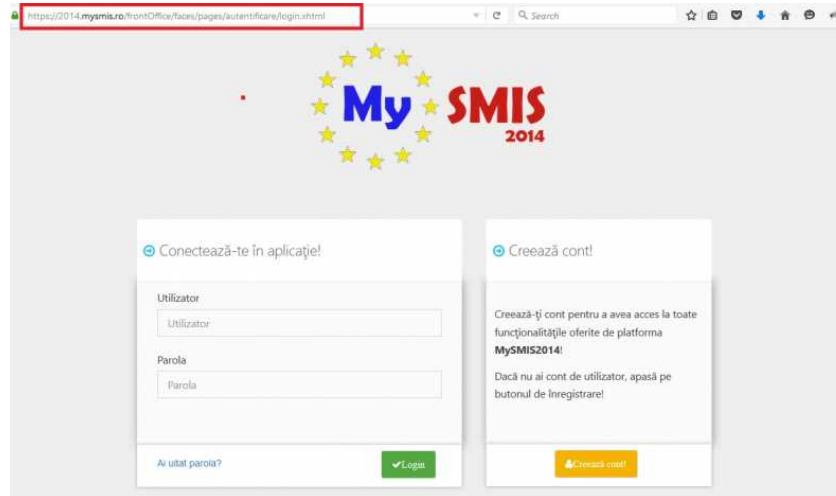 https://2014.mysmis.ro/frontOffice/faces/pages/autentificare/login.xhtml
Search
My SMIS
2014
Conectează-te în aplicație!
Utilizator
Utilizator
Parola
Parola
Ai uitat parola?
Login
Creează cont!
Creează-ți cont pentru a avea acces la toate
funcționalitățile oferite de platforma
MySMIS2014!
Dacă nu ai cont de utilizator, apasă pe
butonul de înregistrare!
Creează cont!